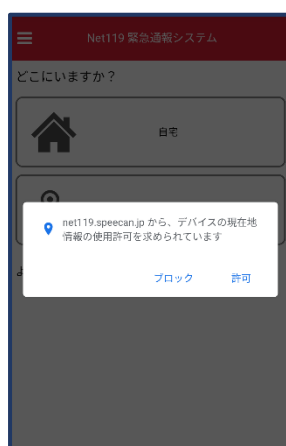 Net119 緊急通報システム
どこにいますか？
自宅
net119.speecan.jp から、デバイスの現在地
情報の使用許可を求められています
ブロック 許可